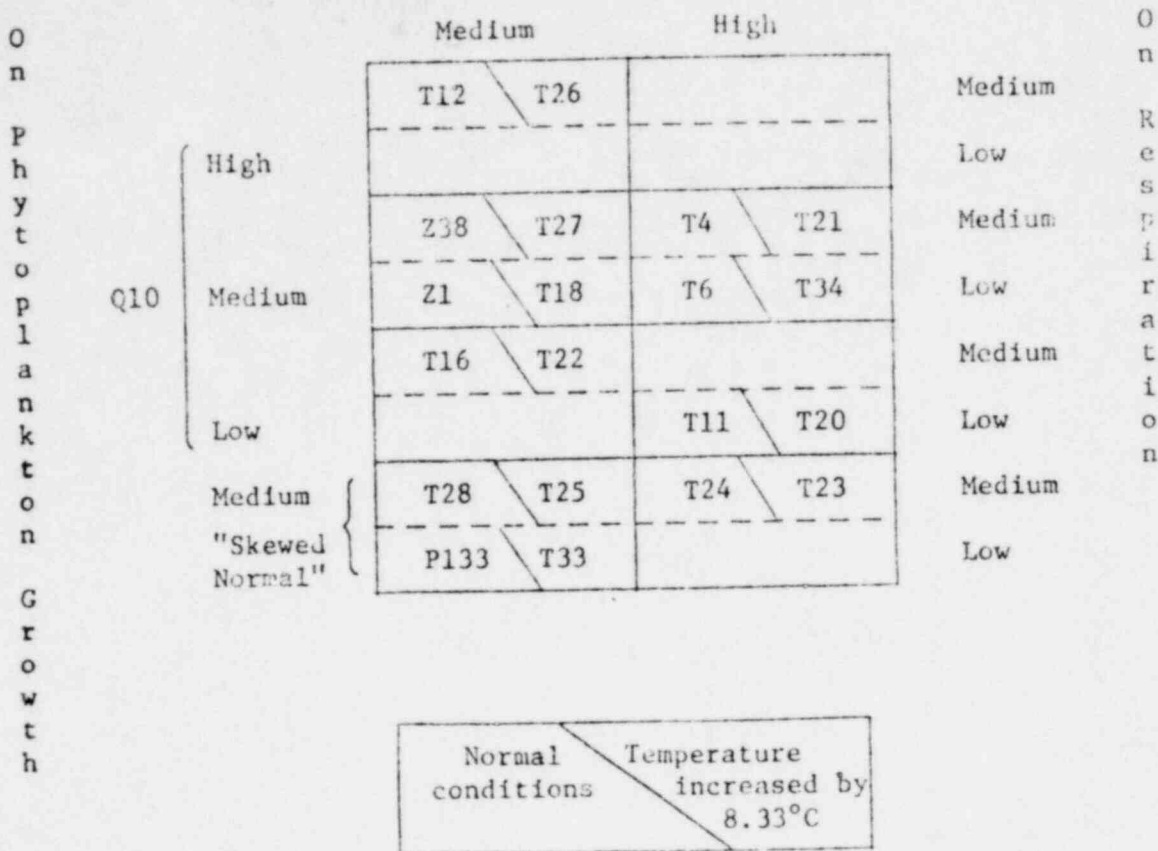 On Phytoplankton Growth
On Respiration
Medium High
T12 T26 Medium
High Low
Z38 T27 T4 T21 Medium
Q10 Medium Z1 T18 T6 T34 Low
T16 T22 Medium
Low T11 T20 Low
Medium T28 T25 T24 T23 Medium
"Skewed P133 T33 Low
Normal"
Normal Temperature
conditions increased by
8.33°C